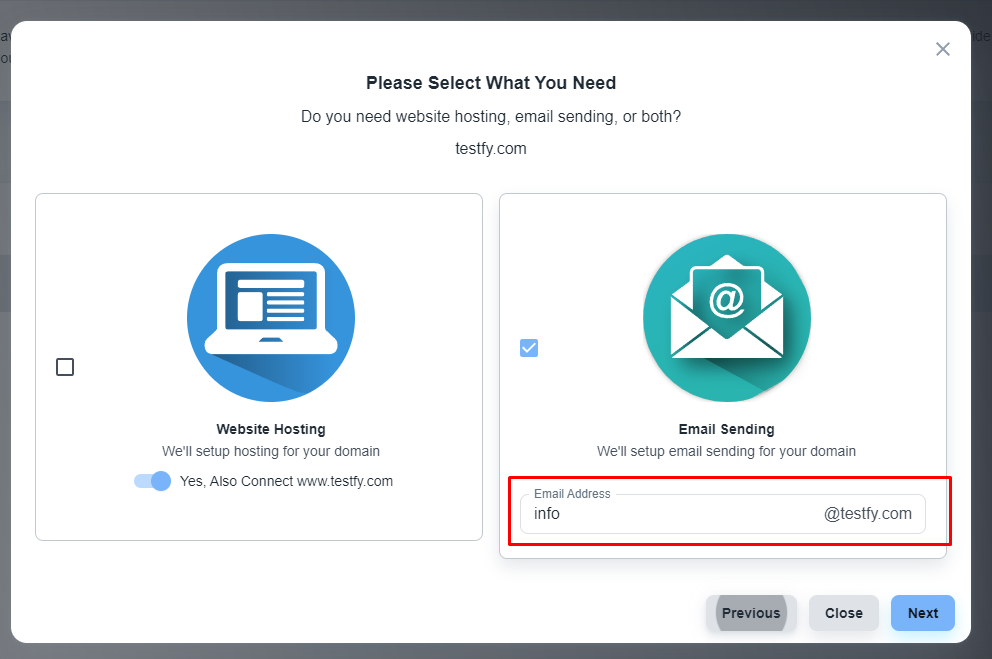 Please Select What You Need
Do you need website hosting, email sending, or both?
testfy.com
@
Website Hosting
We'll setup hosting for your domain
Yes, Also Connect www.testfy.com
Email Sending
We'll setup email sending for your domain
Email Address
info @testfy.com
Previous Close Next